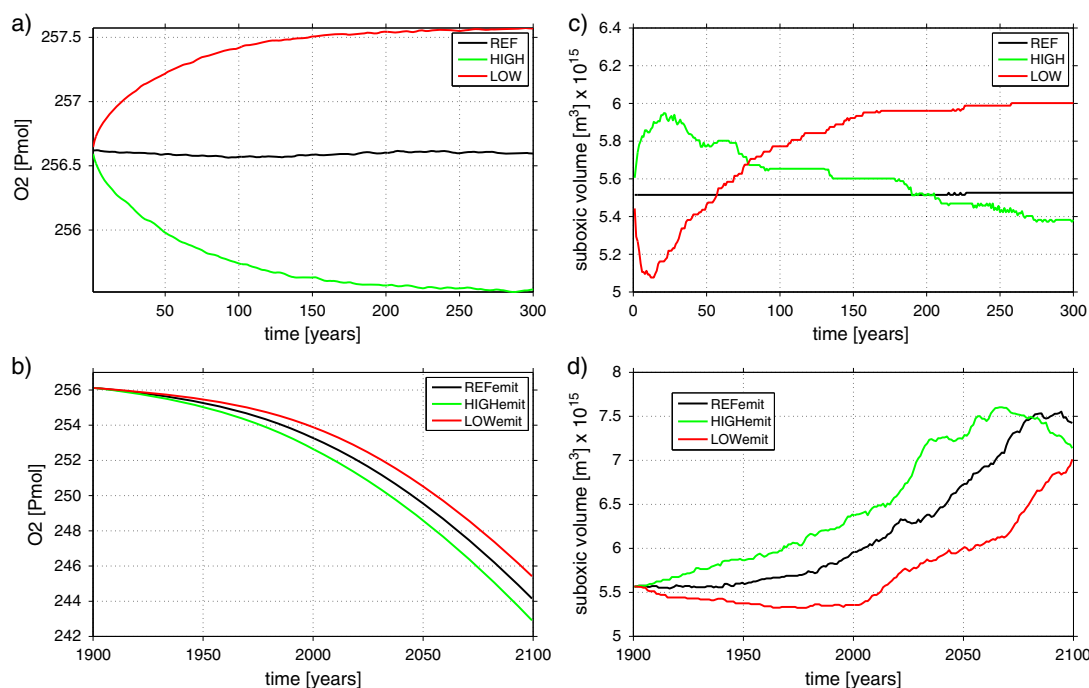 a)
257.5
257
256.5
256
O2 [Pmol]
REF
HIGH
LOW
50 100 150 200 250 300
time [years]
c)
6.4
6.2
6
5.8
5.6
5.4
5.2
5
suboxic volume [m³] x 10¹⁵
REF
HIGH
LOW
0 50 100 150 200 250 300
time [years]
b)
256
254
252
250
248
246
244
242
O2 [Pmol]
REFemit
HIGHemit
LOWemit
1900 1950 2000 2050 2100
time [years]
d)
8
7.5
7
6.5
6
5.5
5
suboxic volume [m³] x 10¹⁵
REFemit
HIGHemit
LOWemit
1900 1950 2000 2050 2100
time [years]